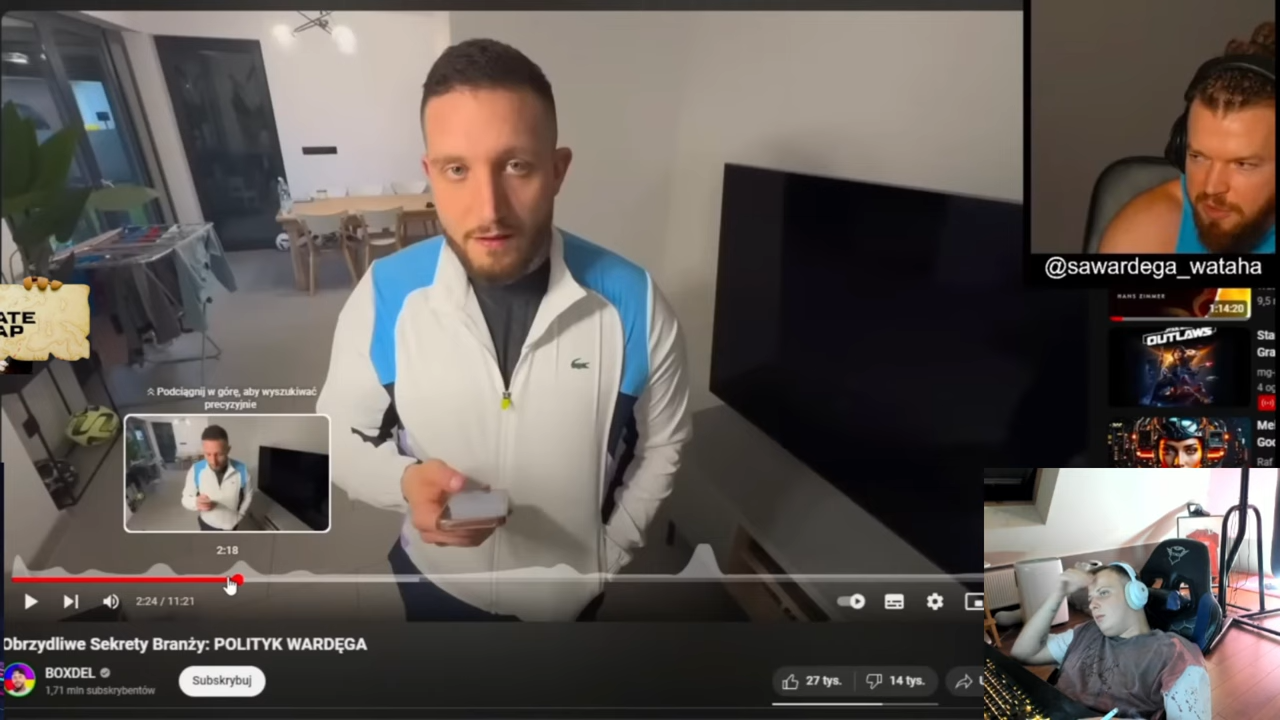 @sawardega_wataha
HANS ZIMMER
1:14:20
9,5
OUTLAWS
Sta
Gra
mg-
4 o
Me
Goo
Raf
ATE
AP
Podciągnij w górę, aby wyszukiwać
precyzyjnie
2:18
2:24 / 11:21
Obrzydliwe Sekrety Branży: POLITYK WARDĘGA
BOXDEL
1,71 mln subskrybentów
Subskrybuj
27 tys.
14 tys.